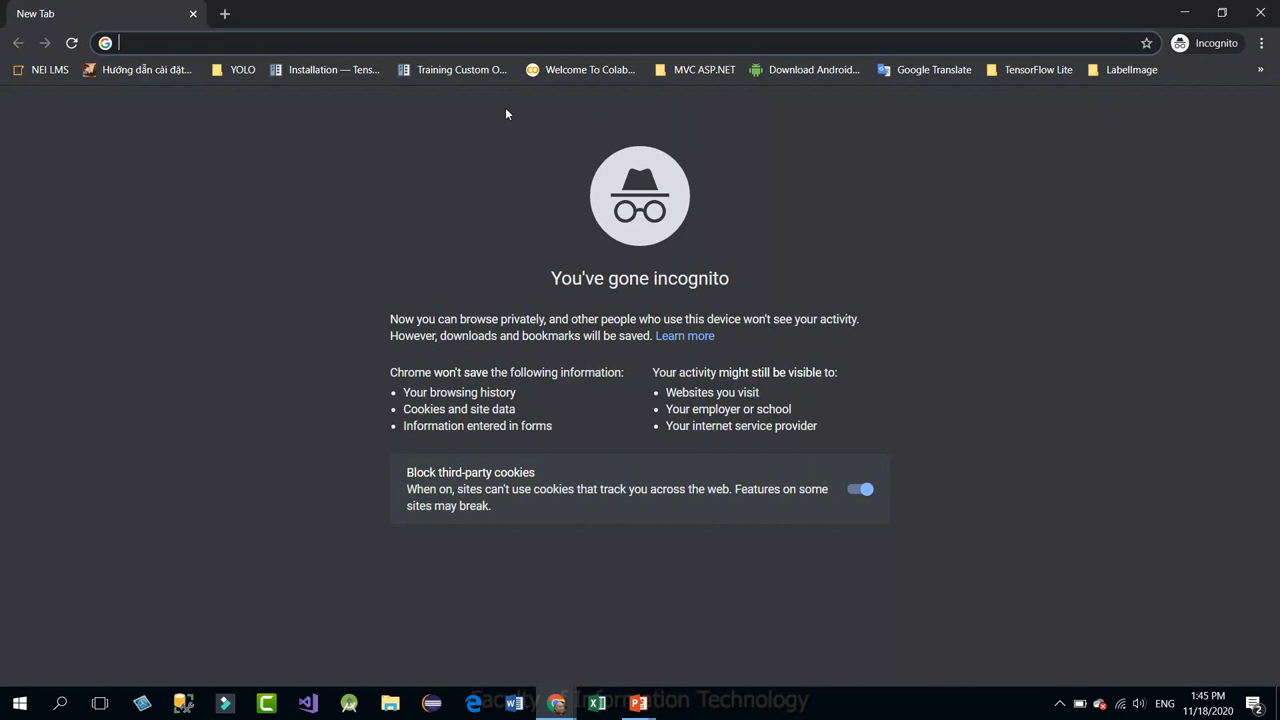 New Tab
Incognito
NEI LMS
Hướng dẫn cài đặt...
YOLO
Installation — Tens...
Training Custom O...
Welcome To Colab...
MVC ASP.NET
Download Android...
Google Translate
TensorFlow Lite
LabelImage
»
You've gone incognito
Now you can browse privately, and other people who use this device won't see your activity.
However, downloads and bookmarks will be saved. Learn more
Chrome won't save the following information:
• Your browsing history
• Cookies and site data
• Information entered in forms
Your activity might still be visible to:
• Websites you visit
• Your employer or school
• Your internet service provider
Block third-party cookies
When on, sites can't use cookies that track you across the web. Features on some
sites may break.
Faculty of Information Technology
ENG
1:45 PM
11/18/2020
2